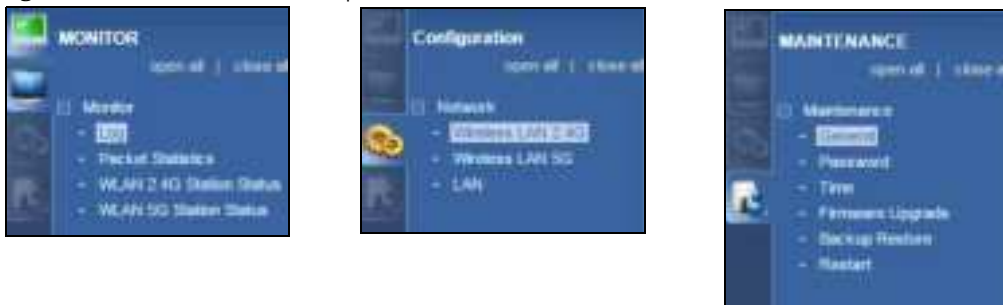 MONITOR
open all | close all
Monitor
- Log
- Packet Statistics
- WLAN 2.4G Station Status
- WLAN 5G Station Status
Configuration
open all | close all
Network
- Wireless LAN 2.4G
- Wireless LAN 5G
- LAN
MAINTENANCE
open all | close a
Maintenance
- General
- Password
- Time
- Firmware Upgrade
- Backup Restore
- Restart